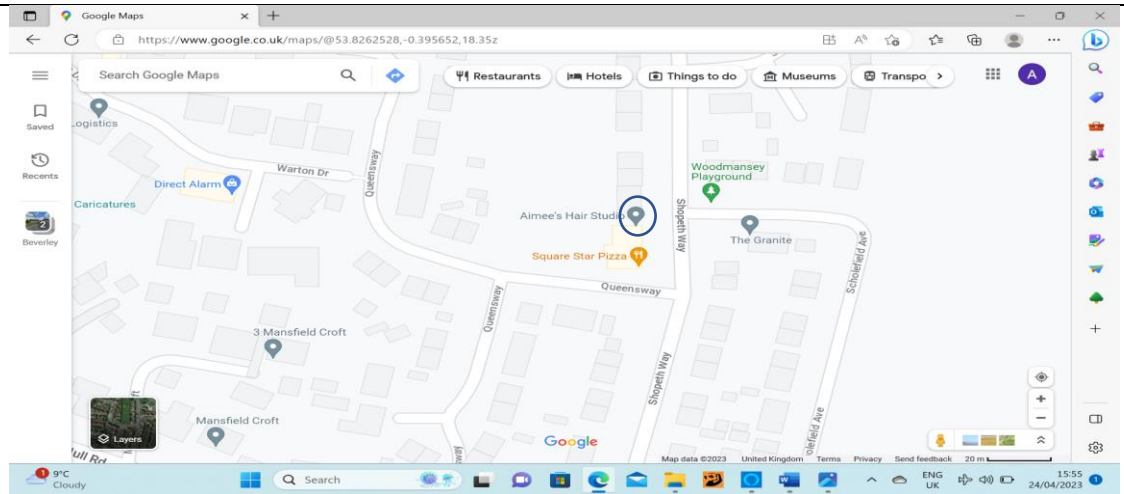 Google Maps
https://www.google.co.uk/maps/@53.8262528,-0.395652,18.35z
Search Google Maps
Restaurants
Hotels
Things to do
Museums
Transpo
A
Saved
Recents
2
Beverley
Logistics
Direct Alarm
Caricatures
Warton Dr
Queensway
Woodmansey
Playground
Aimee's Hair Studio
Shopeth Way
The Granite
Square Star Pizza
Scholefield Ave
Queensway
Queensway
3 Mansfield Croft
Shopeth Way
Mansfield Croft
Layers
Google
Map data ©2023 United Kingdom Terms Privacy Send feedback 20 m
1
9°C
Cloudy
Search
ENG
UK
15:55
24/04/2023